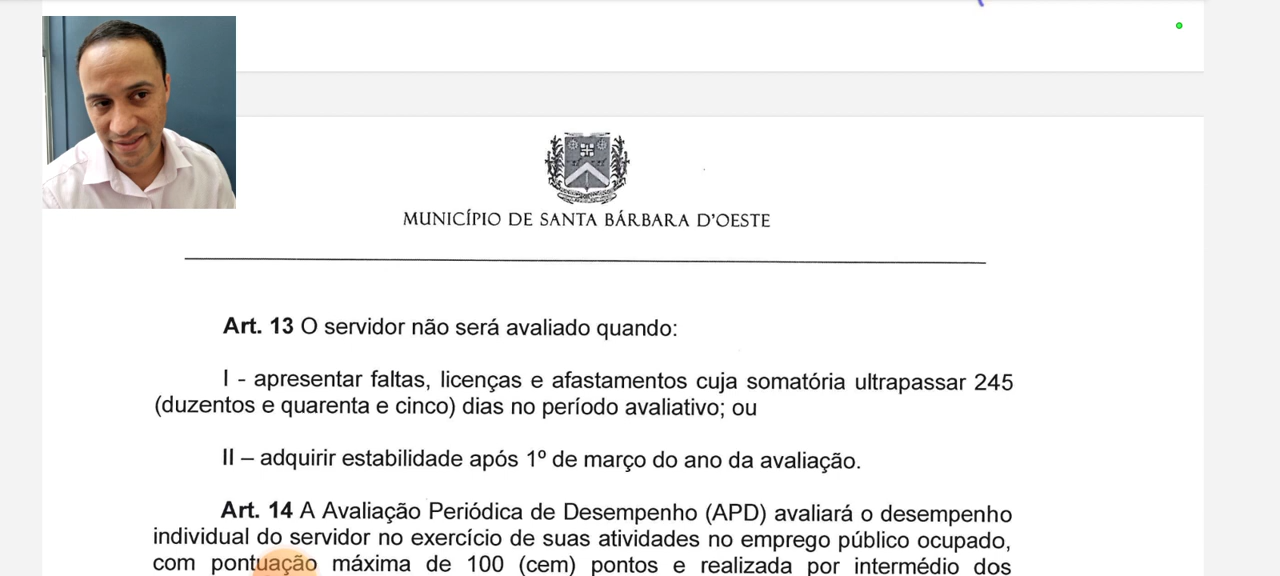 MUNICÍPIO DE SANTA BÁRBARA D'OESTE
Art. 13 O servidor não será avaliado quando:
I - apresentar faltas, licenças e afastamentos cuja somatória ultrapassar 245
(duzentos e quarenta e cinco) dias no período avaliativo; ou
II – adquirir estabilidade após 1º de março do ano da avaliação.
Art. 14 A Avaliação Periódica de Desempenho (APD) avaliará o desempenho
individual do servidor no exercício de suas atividades no emprego público ocupado,
com pontuação máxima de 100 (cem) pontos e realizada por intermédio dos